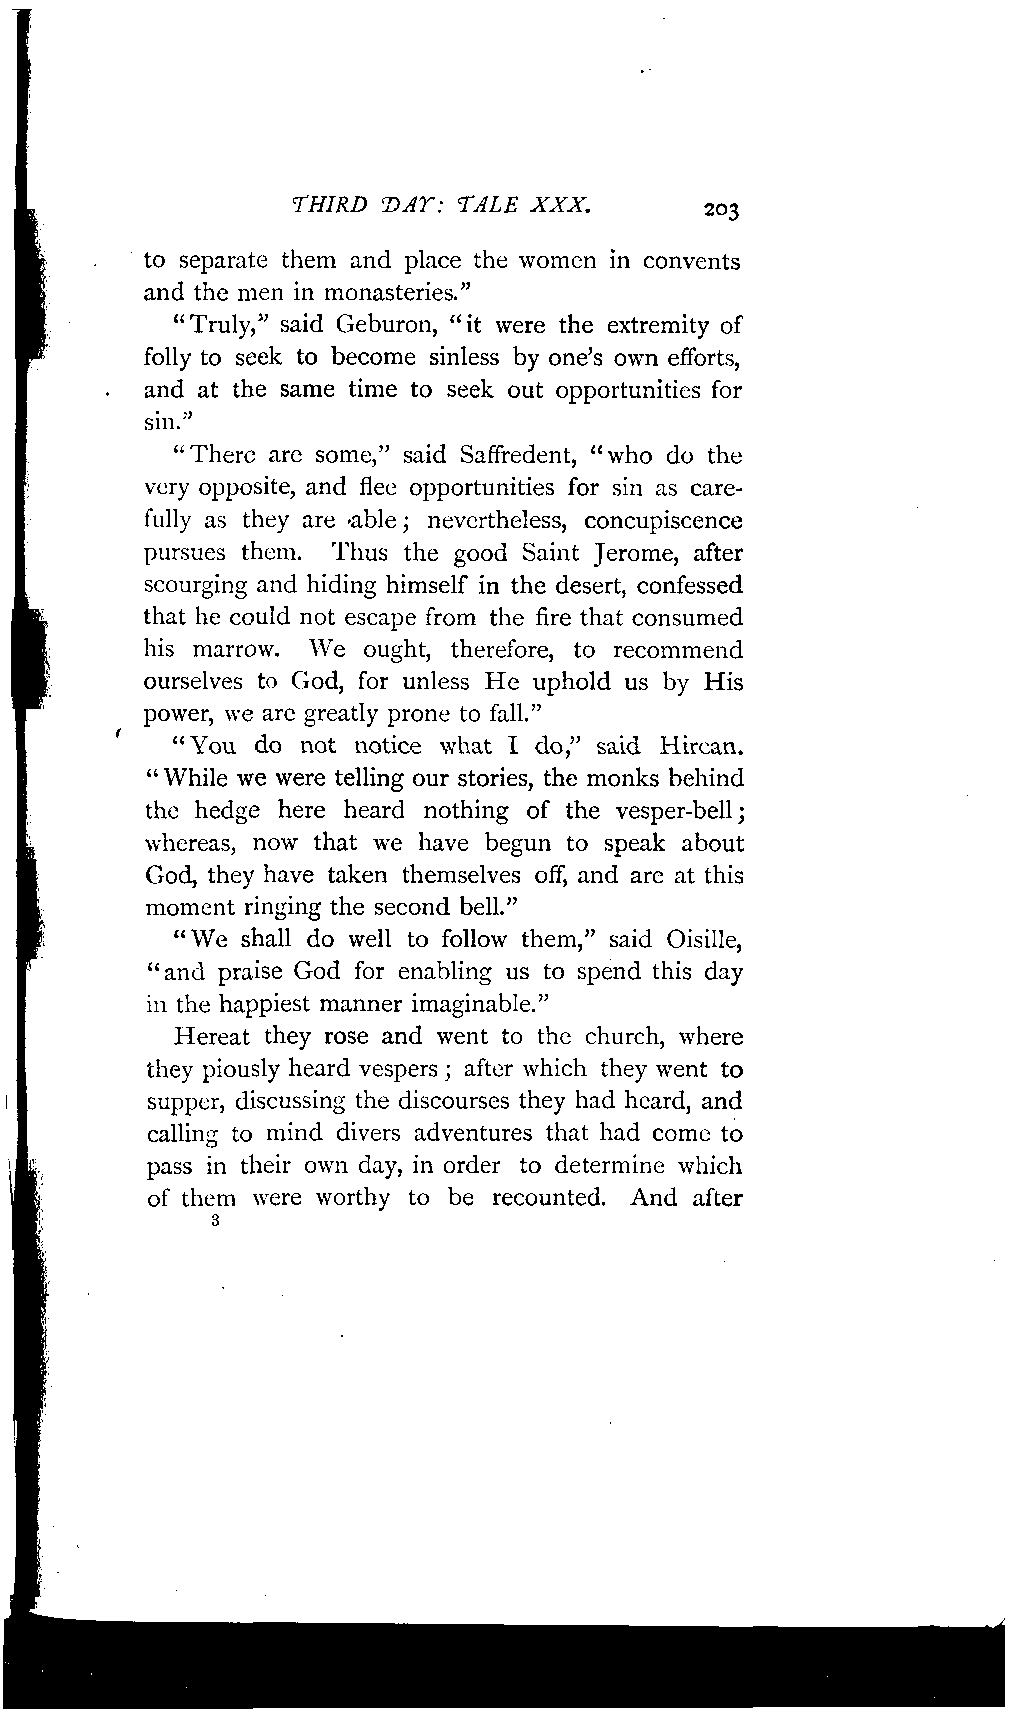 THIRD DAY: TALE XXX. 203
to separate them and place the women in convents
and the men in monasteries."
"Truly," said Geburon, "it were the extremity of
folly to seek to become sinless by one's own efforts,
and at the same time to seek out opportunities for
sin."
"There are some," said Saffredent, "who do the
very opposite, and flee opportunities for sin as care-
fully as they are able; nevertheless, concupiscence
pursues them. Thus the good Saint Jerome, after
scourging and hiding himself in the desert, confessed
that he could not escape from the fire that consumed
his marrow. We ought, therefore, to recommend
ourselves to God, for unless He uphold us by His
power, we are greatly prone to fall."
"You do not notice what I do," said Hircan.
"While we were telling our stories, the monks behind
the hedge here heard nothing of the vesper-bell;
whereas, now that we have begun to speak about
God, they have taken themselves off, and are at this
moment ringing the second bell."
"We shall do well to follow them," said Oisille,
"and praise God for enabling us to spend this day
in the happiest manner imaginable."
Hereat they rose and went to the church, where
they piously heard vespers; after which they went to
supper, discussing the discourses they had heard, and
calling to mind divers adventures that had come to
pass in their own day, in order to determine which
of them were worthy to be recounted. And after
3